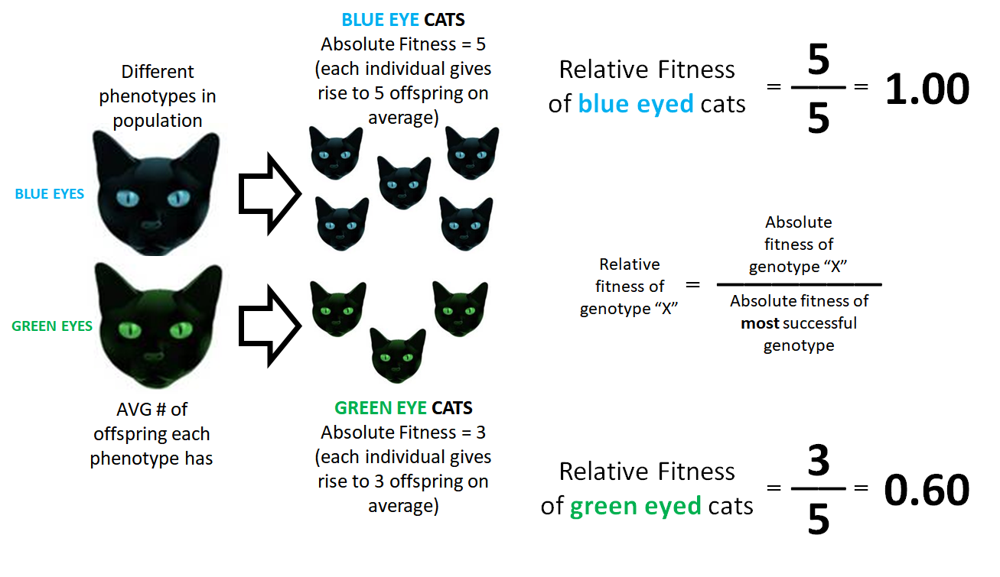 Different
phenotypes in
population
BLUE EYES
GREEN EYES
AVG # of
offspring each
phenotype has
BLUE EYE CATS
Absolute Fitness = 5
(each individual gives
rise to 5 offspring on
average)
GREEN EYE CATS
Absolute Fitness = 3
(each individual gives
rise to 3 offspring on
average)
Relative Fitness
of blue eyed cats
=
5
5
=
1.00
Relative
fitness of
genotype “X”
=
Absolute
fitness of
genotype “X”
Absolute fitness of
most successful
genotype
Relative Fitness
of green eyed cats
=
3
5
=
0.60